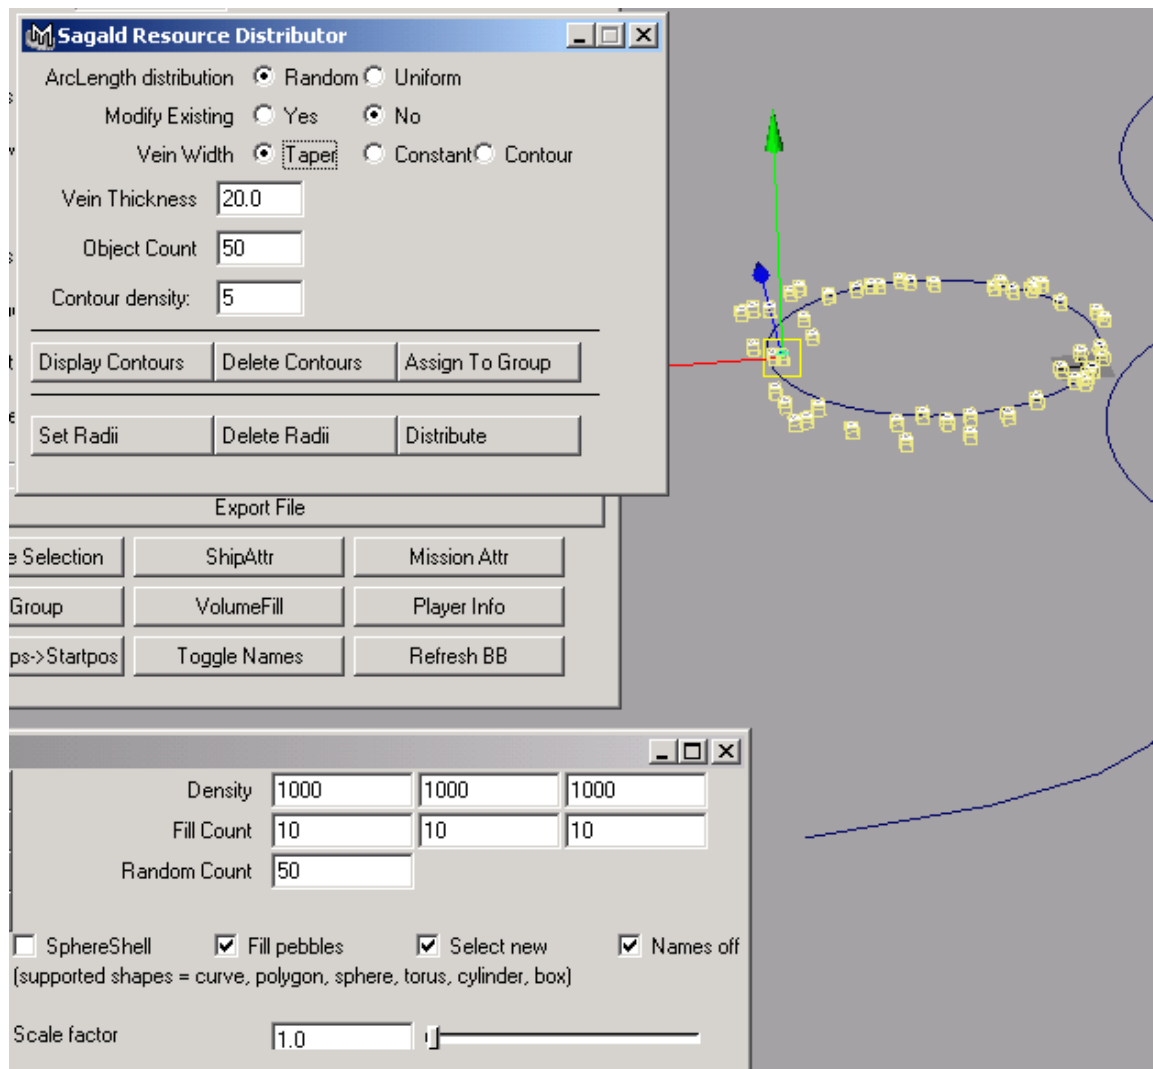 Sagald Resource Distributor
ArcLength distribution Random Uniform
Modify Existing Yes No
Vein Width Taper Constant Contour
Vein Thickness 20.0
Object Count 50
Contour density: 5
Display Contours Delete Contours Assign To Group
Set Radii Delete Radii Distribute
Export File
e Selection ShipAttr Mission Attr
Group VolumeFill Player Info
ps->Startpos Toggle Names Refresh BB
Density 1000 1000 1000
Fill Count 10 10 10
Random Count 50
SphereShell Fill pebbles Select new Names off
(supported shapes = curve, polygon, sphere, torus, cylinder, box)
Scale factor 1.0